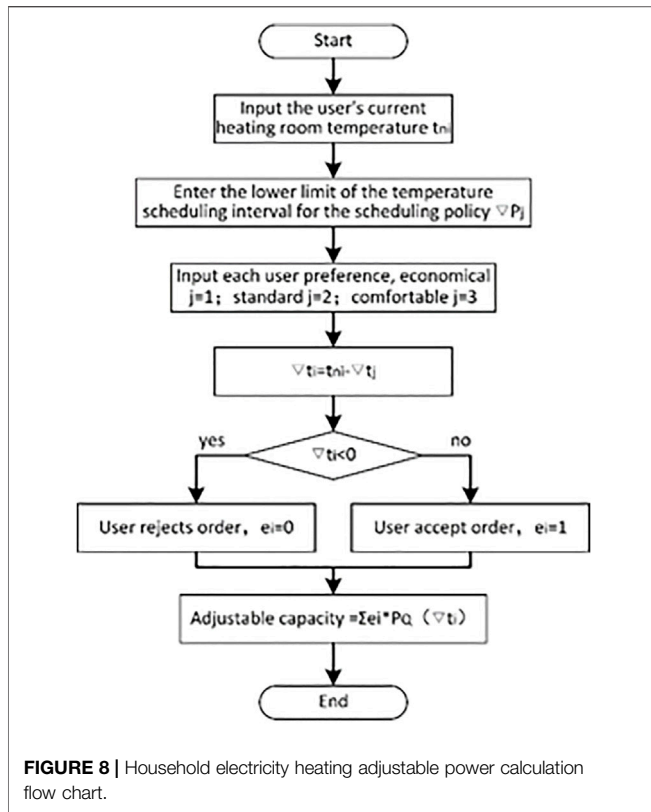 Start
Input the user's current
heating room temperature tni
Enter the lower limit of the temperature
scheduling interval for the scheduling policy ▽Pj
Input each user preference, economical
j=1; standard j=2; comfortable j=3
▽ti=tni-▽tj
yes
▽ti<0
no
User rejects order, ei=0
User accept order, ei=1
Adjustable capacity =Σei*PQ (▽ti)
End
FIGURE 8 | Household electricity heating adjustable power calculation
flow chart.